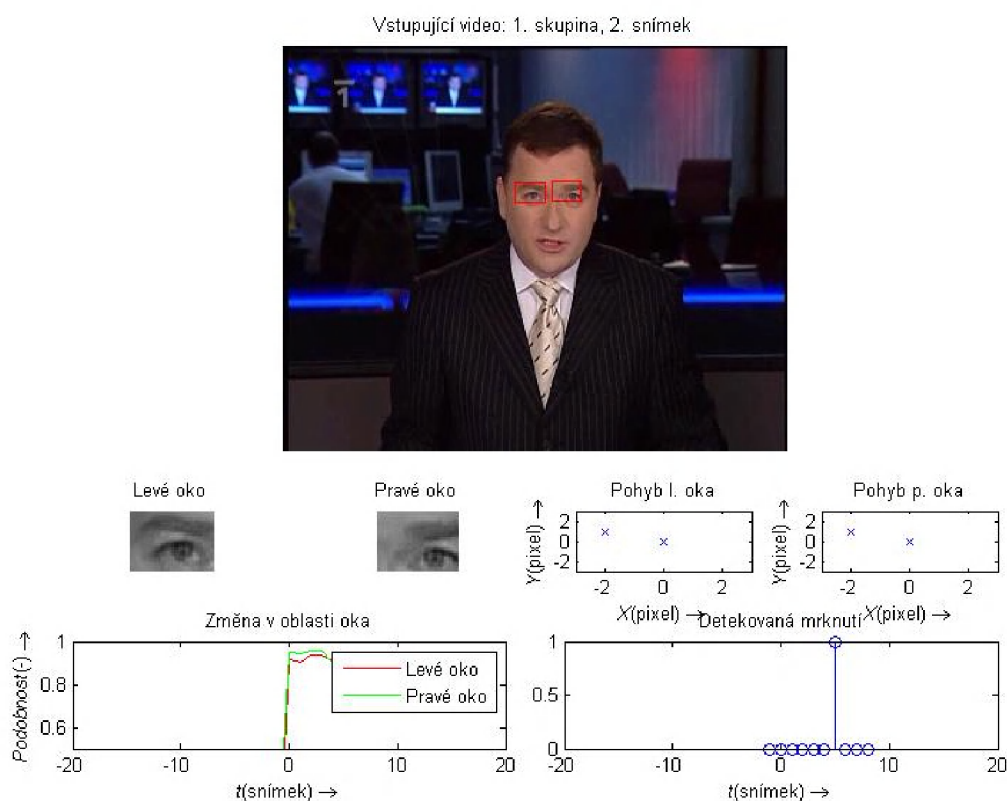 Vstupující video: 1. skupina, 2. snímek
1
Levé oko
Pravé oko
Pohyb l. oka
Pohyb p. oka
Y(pixel) →
2
0
-2
-2 0 2
X(pixel) →
Y(pixel) →
2
0
-2
-2 0 2
X(pixel) →
Změna v oblasti oka
Podobnost(-) →
1
0.8
0.6
-20 -10 0 10 20
t(snímek) →
Levé oko
Pravé oko
Detekovaná mrknutí
1
0.5
0
-20 -10 0 10 20
t(snímek) →